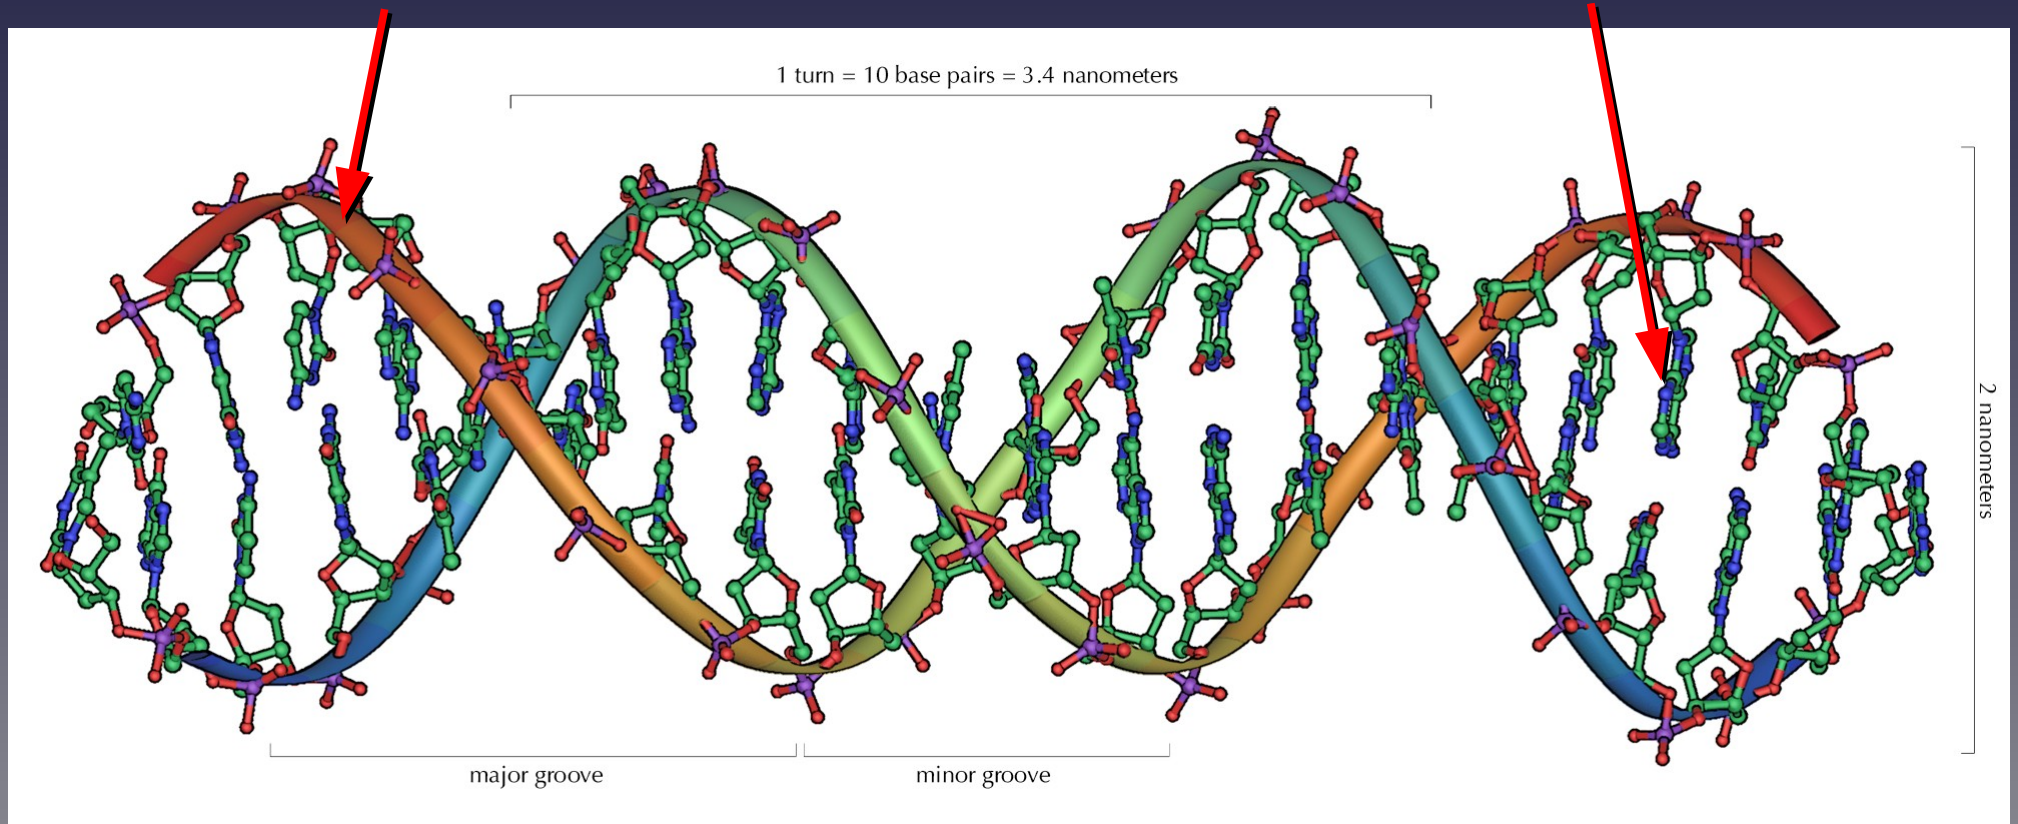 1 turn = 10 base pairs = 3.4 nanometers
2 nanometers
major groove
minor groove